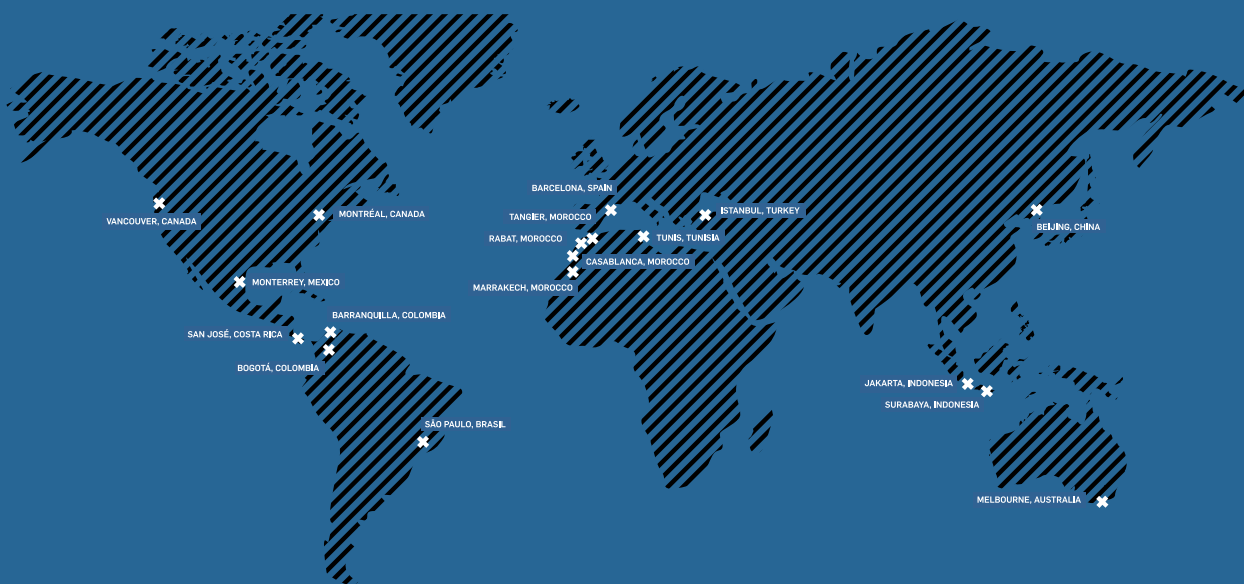 BARCELONA, SPAIN
VANCOUVER, CANADA
MONTRÉAL, CANADA
TANGIER, MOROCCO
ISTANBUL, TURKEY
BEIJING, CHINA
RABAT, MOROCCO
TUNIS, TUNISIA
CASABLANCA, MOROCCO
MONTERREY, MEXICO
MARRAKECH, MOROCCO
BARRANQUILLA, COLOMBIA
SAN JOSÉ, COSTA RICA
BOGOTÁ, COLOMBIA
JAKARTA, INDONESIA
SURABAYA, INDONESIA
SÃO PAULO, BRASIL
MELBOURNE, AUSTRALIA